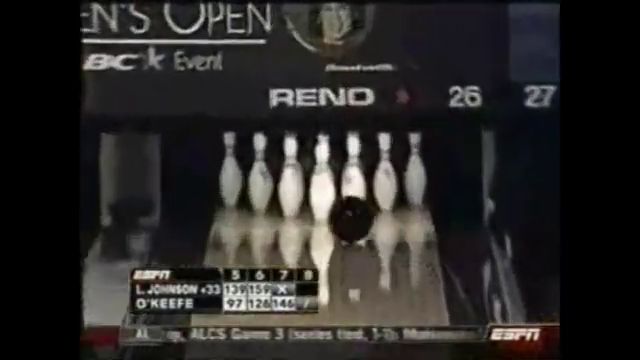 EN'S OPEN
BC Event
RENO 26 27
ESPN 5 6 7 8
L. JOHNSON +33 139 159 X
O'KEEFE 97 126 146 /
AL ALCS Game 3 (series tied, 1-1): ESPN